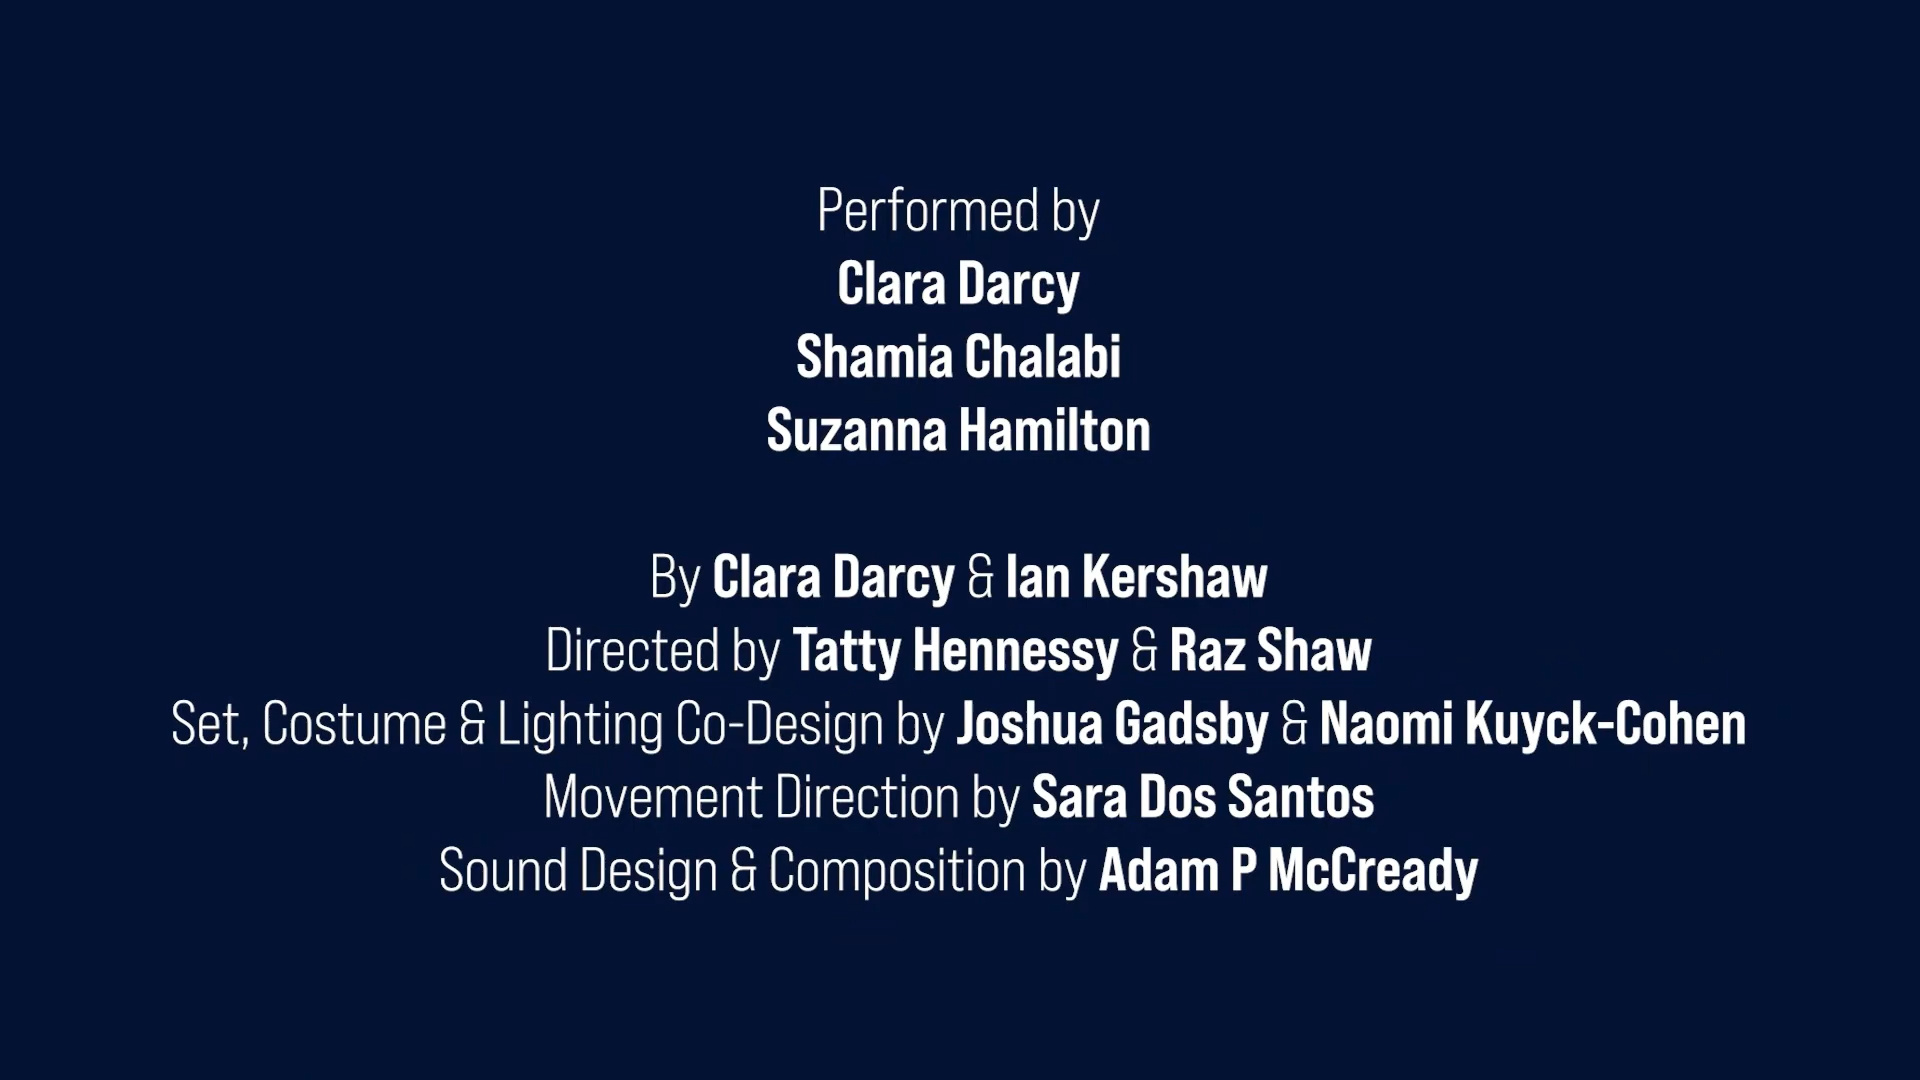 Performed by
Clara Darcy
Shamia Chalabi
Suzanna Hamilton
By Clara Darcy & Ian Kershaw
Directed by Tatty Hennessy & Raz Shaw
Set, Costume & Lighting Co-Design by Joshua Gadsby & Naomi Kuyck-Cohen
Movement Direction by Sara Dos Santos
Sound Design & Composition by Adam P McCready